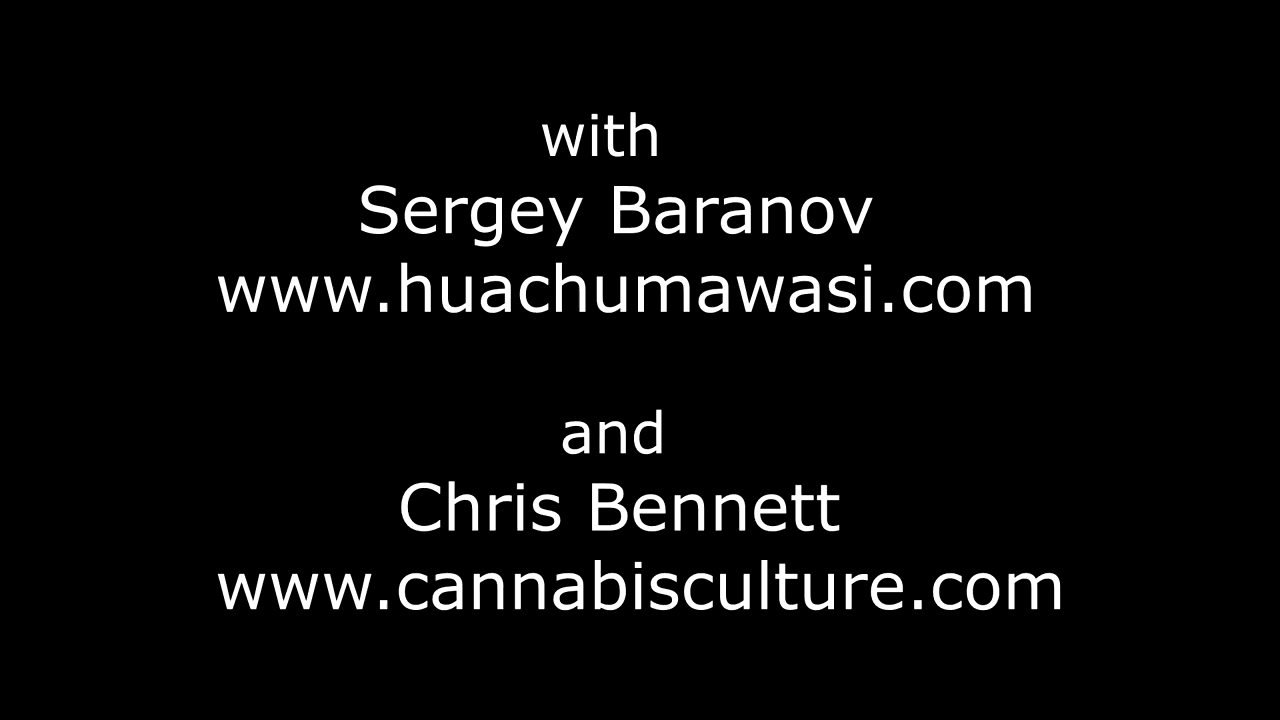 with
Sergey Baranov
www.huachumawasi.com
and
Chris Bennett
www.cannabisculture.com